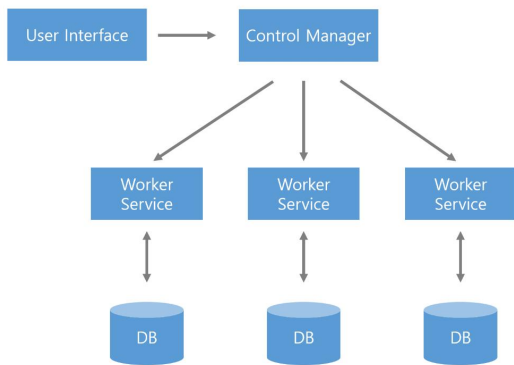 User Interface
Control Manager
Worker
Service
Worker
Service
Worker
Service
DB
DB
DB